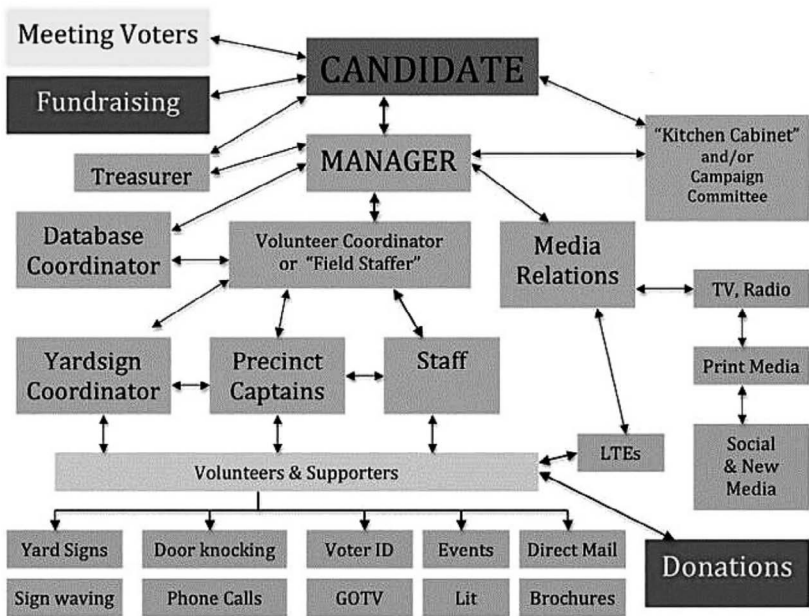 Meeting Voters
CANDIDATE
Fundraising
"Kitchen Cabinet"
and/or
Campaign
Committee
Treasurer
MANAGER
Database
Coordinator
Volunteer Coordinator
or "Field Staffer"
Media
Relations
TV, Radio
Yardsign
Coordinator
Precinct
Captains
Staff
Print Media
Social
& New
Media
LTEs
Volunteers & Supporters
Yard Signs
Door knocking
Voter ID
Events
Direct Mail
Donations
Sign waving
Phone Calls
GOTV
Lit
Brochures